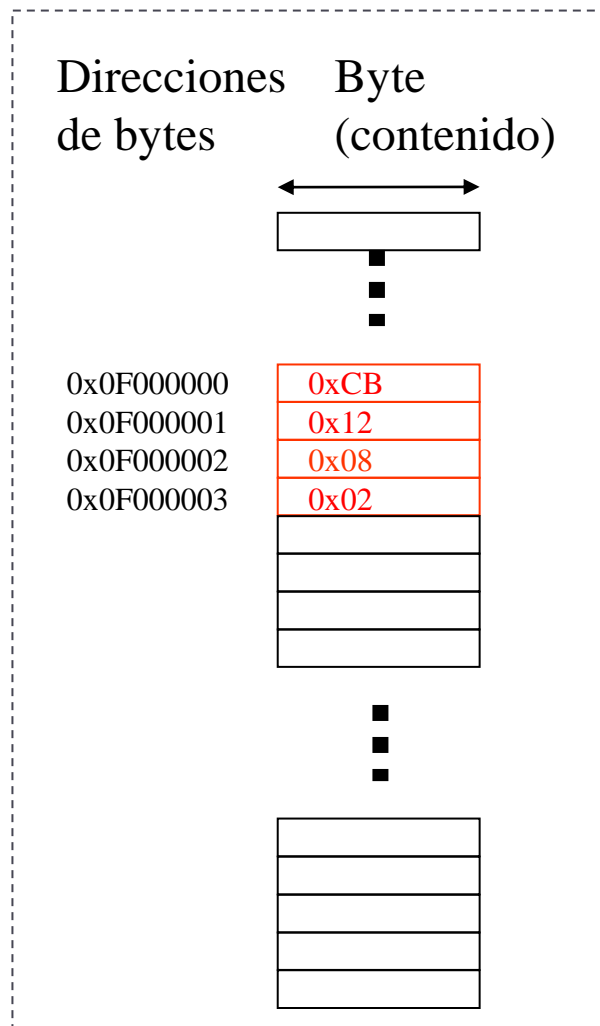 Direcciones Byte
de bytes (contenido)
0x0F000000 0xCB
0x0F000001 0x12
0x0F000002 0x08
0x0F000003 0x02